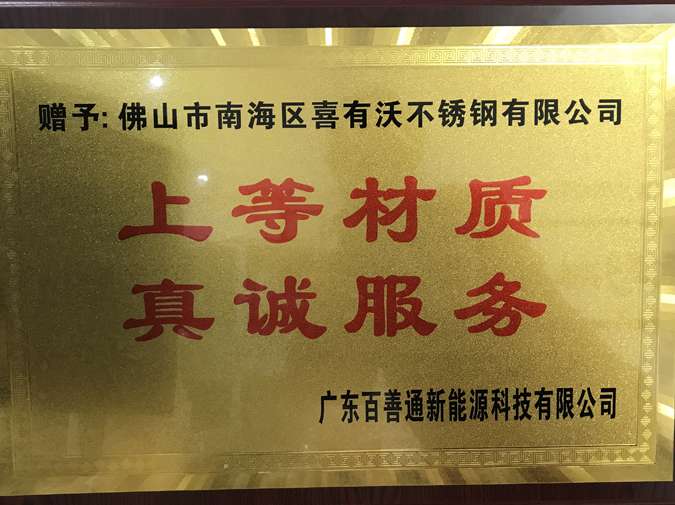 赠予: 佛山市南海区喜有沃不锈钢有限公司
上等材质
真诚服务
广东百善通新能源科技有限公司